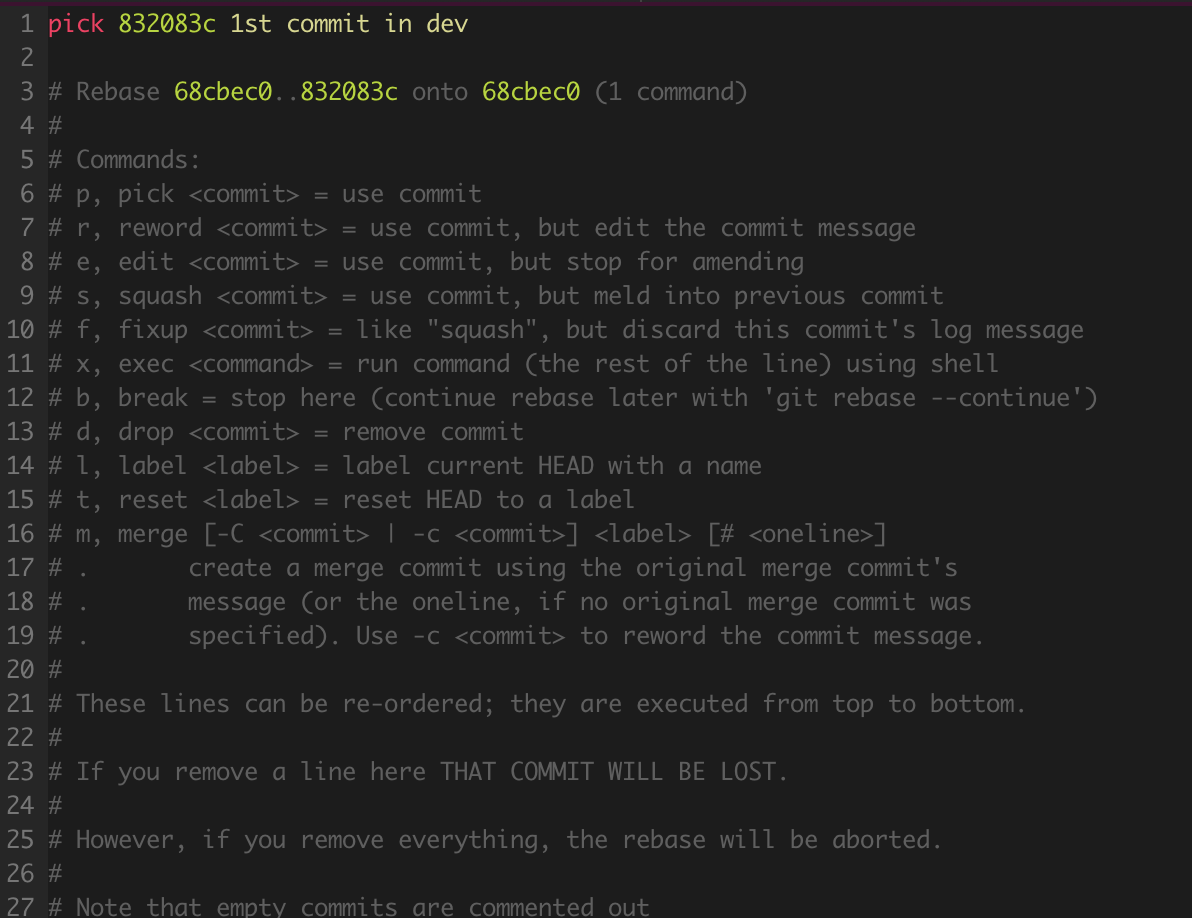 1 pick 832083c 1st commit in dev
2
3 # Rebase 68cbec0..832083c onto 68cbec0 (1 command)
4 #
5 # Commands:
6 # p, pick <commit> = use commit
7 # r, reword <commit> = use commit, but edit the commit message
8 # e, edit <commit> = use commit, but stop for amending
9 # s, squash <commit> = use commit, but meld into previous commit
10 # f, fixup <commit> = like "squash", but discard this commit's log message
11 # x, exec <command> = run command (the rest of the line) using shell
12 # b, break = stop here (continue rebase later with 'git rebase --continue')
13 # d, drop <commit> = remove commit
14 # l, label <label> = label current HEAD with a name
15 # t, reset <label> = reset HEAD to a label
16 # m, merge [-C <commit> | -c <commit>] <label> [# <oneline>]
17 # .       create a merge commit using the original merge commit's
18 # .       message (or the oneline, if no original merge commit was
19 # .       specified). Use -c <commit> to reword the commit message.
20 #
21 # These lines can be re-ordered; they are executed from top to bottom.
22 #
23 # If you remove a line here THAT COMMIT WILL BE LOST.
24 #
25 # However, if you remove everything, the rebase will be aborted.
26 #
27 # Note that empty commits are commented out